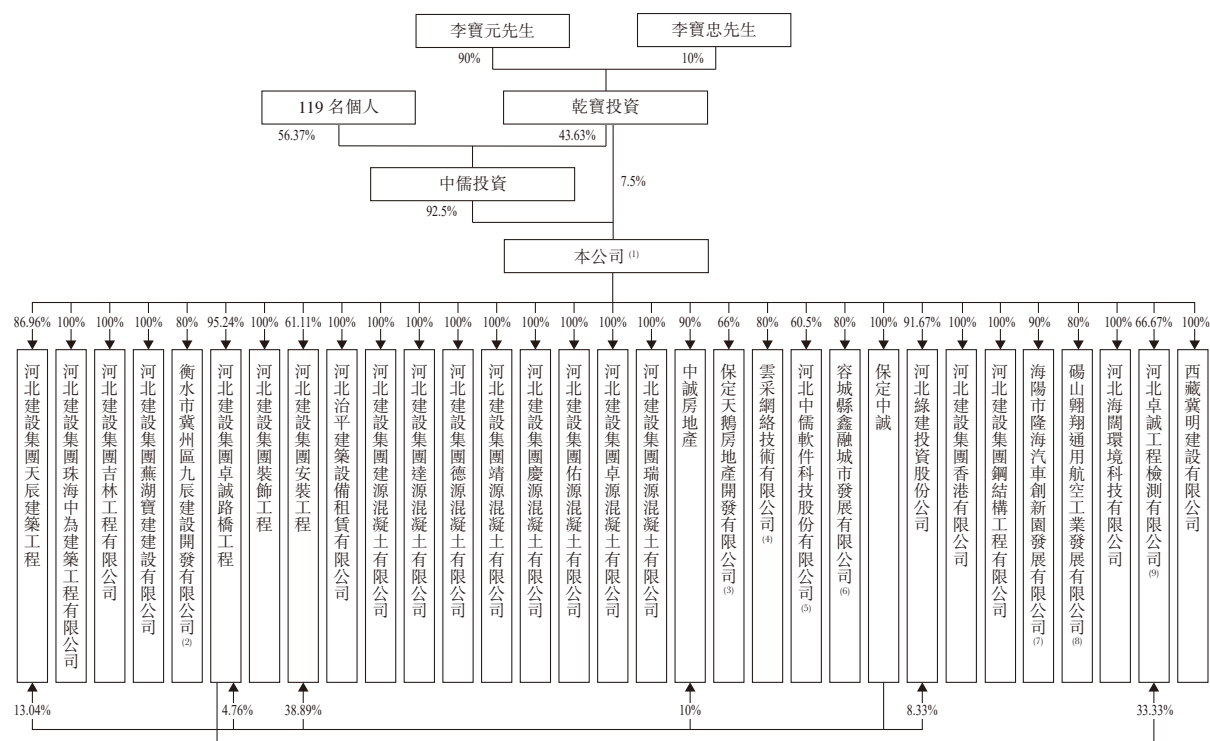 李寶元先生
李寶忠先生
90%
10%
119 名個人
乾寶投資
56.37%
43.63%
中儒投資
7.5%
92.5%
本公司 (1)
86.96%
100%
100%
100%
80%
95.24%
100%
61.11%
100%
100%
100%
100%
100%
100%
100%
100%
100%
90%
66%
80%
60.5%
80%
100%
91.67%
100%
100%
90%
80%
100%
66.67%
100%
河北建設集團天辰建築工程
河北建設集團珠海中為建築工程有限公司
河北建設集團吉林工程有限公司
河北建設集團蕪湖寶建建設有限公司
衡水市冀州區九辰建設開發有限公司(2)
河北建設集團卓誠路橋工程
河北建設集團裝飾工程
河北建設集團安裝工程
河北治平建築設備租賃有限公司
河北建設集團建源混凝土有限公司
河北建設集團達源混凝土有限公司
河北建設集團德源混凝土有限公司
河北建設集團靖源混凝土有限公司
河北建設集團慶源混凝土有限公司
河北建設集團佑源混凝土有限公司
河北建設集團卓源混凝土有限公司
河北建設集團瑞源混凝土有限公司
中誠房地產
保定天鵝房地產開發有限公司(3)
雲采網絡技術有限公司(4)
河北中儒軟件科技股份有限公司(5)
容城縣鑫融城市發展有限公司(6)
保定中誠
河北綠建投資股份公司
河北建設集團香港有限公司
河北建設集團鋼結構工程有限公司
海陽市隆海汽車創新園發展有限公司(7)
碭山翱翔通用航空工業發展有限公司(8)
河北海闊環境科技有限公司
河北卓誠工程檢測有限公司(9)
西藏冀明建設有限公司
13.04%
4.76%
38.89%
10%
8.33%
33.33%